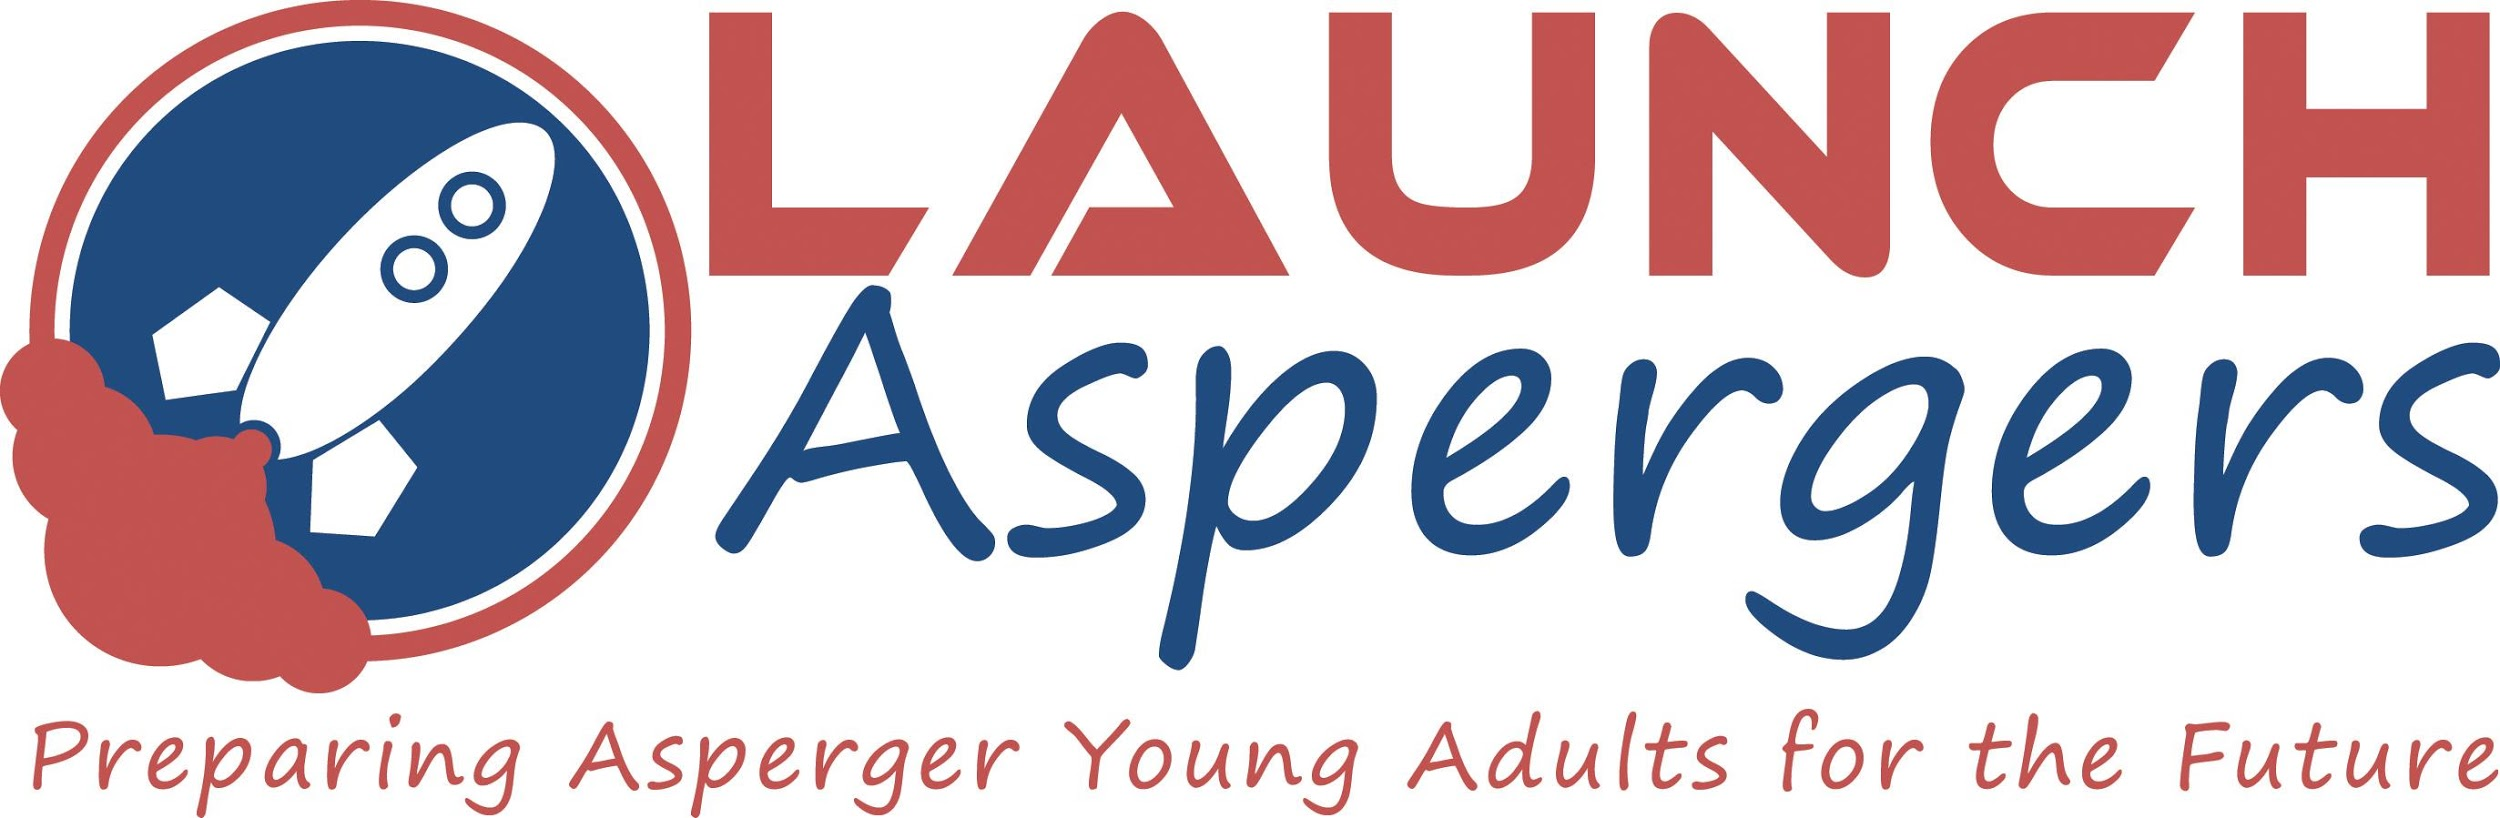 LAUNCH
Aspergers
Preparing Asperger Young Adults for the Future